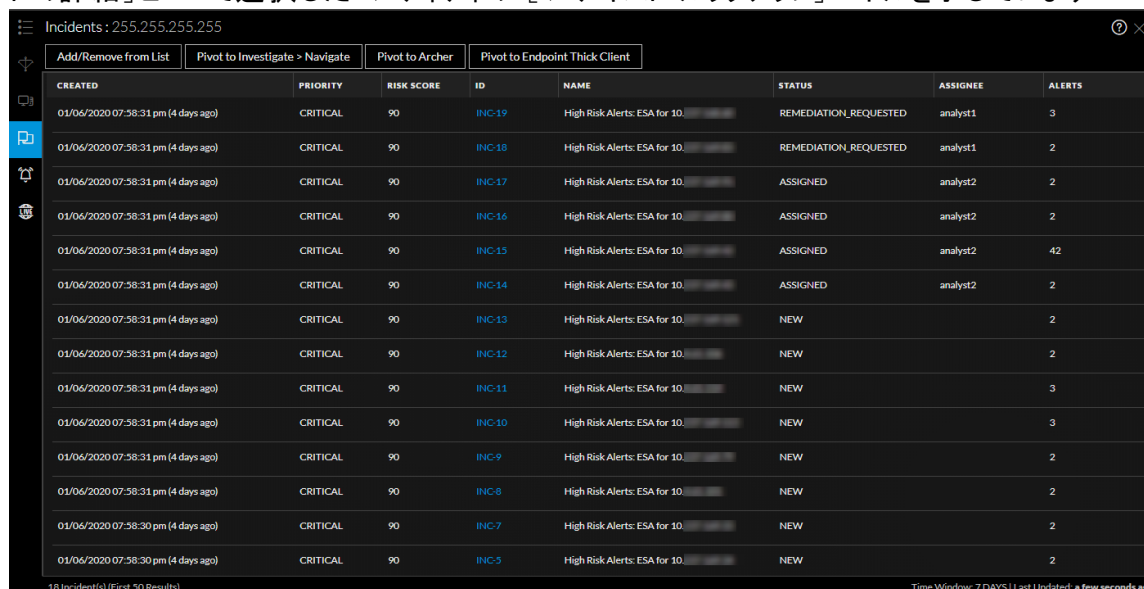 Incidents : 255.255.255.255
Add/Remove from List Pivot to Investigate > Navigate Pivot to Archer Pivot to Endpoint Thick Client
CREATED PRIORITY RISK SCORE ID NAME STATUS ASSIGNEE ALERTS
01/06/2020 07:58:31 pm (4 days ago) CRITICAL 90 INC-19 High Risk Alerts: ESA for 10. REMEDIATION_REQUESTED analyst1 3
01/06/2020 07:58:31 pm (4 days ago) CRITICAL 90 INC-18 High Risk Alerts: ESA for 10. REMEDIATION_REQUESTED analyst1 2
01/06/2020 07:58:31 pm (4 days ago) CRITICAL 90 INC-17 High Risk Alerts: ESA for 10. ASSIGNED analyst2 2
01/06/2020 07:58:31 pm (4 days ago) CRITICAL 90 INC-16 High Risk Alerts: ESA for 10. ASSIGNED analyst2 2
01/06/2020 07:58:31 pm (4 days ago) CRITICAL 90 INC-15 High Risk Alerts: ESA for 10. ASSIGNED analyst2 42
01/06/2020 07:58:31 pm (4 days ago) CRITICAL 90 INC-14 High Risk Alerts: ESA for 10. ASSIGNED analyst2 2
01/06/2020 07:58:31 pm (4 days ago) CRITICAL 90 INC-13 High Risk Alerts: ESA for 10. NEW 2
01/06/2020 07:58:31 pm (4 days ago) CRITICAL 90 INC-12 High Risk Alerts: ESA for 10. NEW 2
01/06/2020 07:58:31 pm (4 days ago) CRITICAL 90 INC-11 High Risk Alerts: ESA for 10. NEW 3
01/06/2020 07:58:31 pm (4 days ago) CRITICAL 90 INC-10 High Risk Alerts: ESA for 10. NEW 3
01/06/2020 07:58:31 pm (4 days ago) CRITICAL 90 INC-9 High Risk Alerts: ESA for 10. NEW 2
01/06/2020 07:58:31 pm (4 days ago) CRITICAL 90 INC-8 High Risk Alerts: ESA for 10. NEW 2
01/06/2020 07:58:30 pm (4 days ago) CRITICAL 90 INC-7 High Risk Alerts: ESA for 10. NEW 2
01/06/2020 07:58:30 pm (4 days ago) CRITICAL 90 INC-5 High Risk Alerts: ESA for 10. NEW 2
LIVE
18 Incident(s) (First 50 Results) Time Window: 7 DAYS | Last Updated: a few seconds